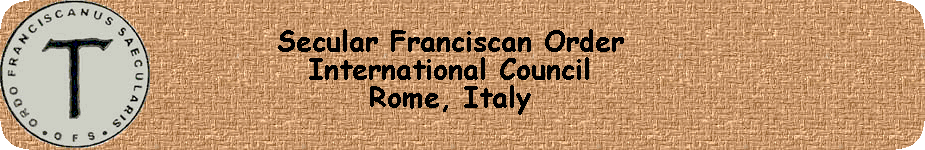 ORDO FRANCISCANUS SAECULARIS
• OFS •
T
Secular Franciscan Order
International Council
Rome, Italy